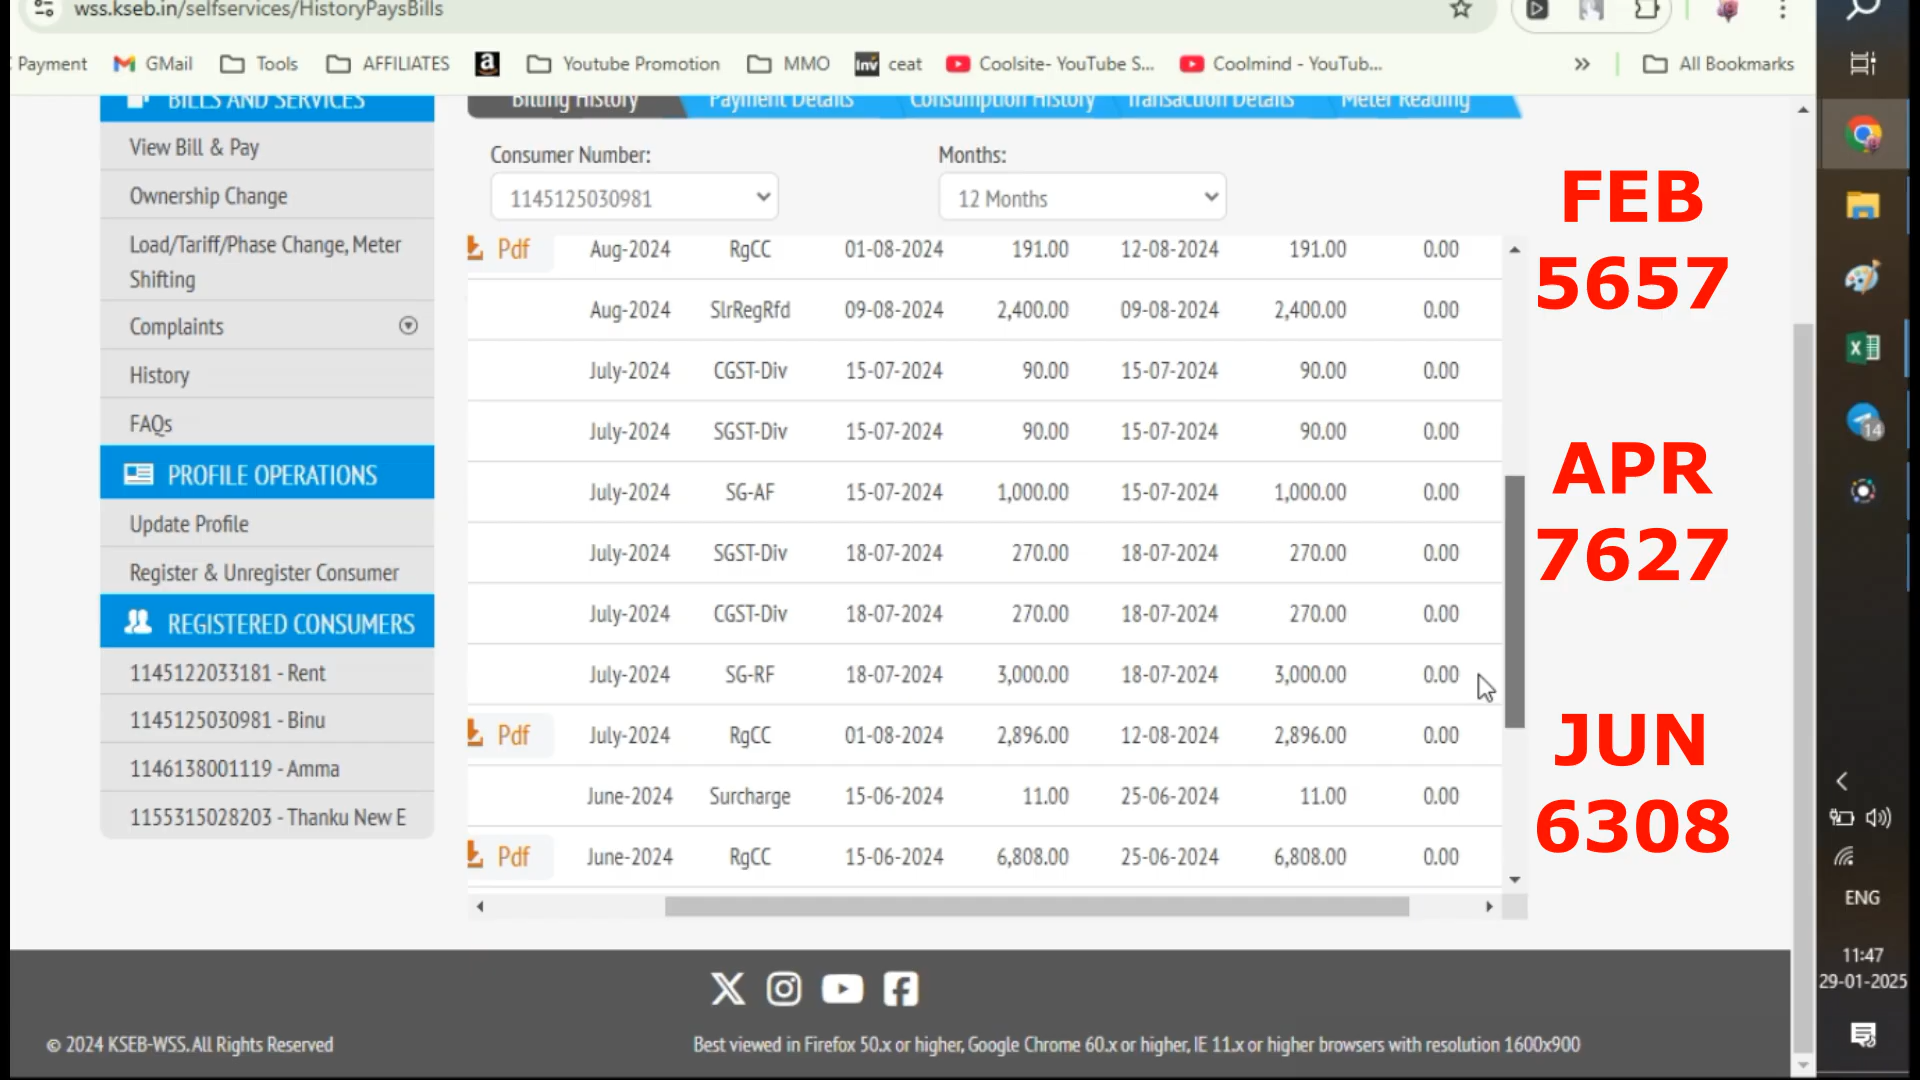 wss.kseb.in/selfservices/HistoryPaysBills
Payment GMail Tools AFFILIATES Youtube Promotion MMO Inv ceat Coolsite- YouTube S... Coolmind - YouTub... » All Bookmarks
BILLS AND SERVICES
View Bill & Pay
Ownership Change
Load/Tariff/Phase Change, Meter
Shifting
Complaints
History
FAQs
PROFILE OPERATIONS
Update Profile
Register & Unregister Consumer
REGISTERED CONSUMERS
1145122033181 - Rent
1145125030981 - Binu
1146138001119 - Amma
1155315028203 - Thanku New E
Billing History Payment Details Consumption History Transaction Details Meter Reading
Consumer Number: Months:
1145125030981 12 Months
Pdf Aug-2024 RgCC 01-08-2024 191.00 12-08-2024 191.00 0.00
Aug-2024 SlrRegRfd 09-08-2024 2,400.00 09-08-2024 2,400.00 0.00
July-2024 CGST-Div 15-07-2024 90.00 15-07-2024 90.00 0.00
July-2024 SGST-Div 15-07-2024 90.00 15-07-2024 90.00 0.00
July-2024 SG-AF 15-07-2024 1,000.00 15-07-2024 1,000.00 0.00
July-2024 SGST-Div 18-07-2024 270.00 18-07-2024 270.00 0.00
July-2024 CGST-Div 18-07-2024 270.00 18-07-2024 270.00 0.00
July-2024 SG-RF 18-07-2024 3,000.00 18-07-2024 3,000.00 0.00
Pdf July-2024 RgCC 01-08-2024 2,896.00 12-08-2024 2,896.00 0.00
June-2024 Surcharge 15-06-2024 11.00 25-06-2024 11.00 0.00
Pdf June-2024 RgCC 15-06-2024 6,808.00 25-06-2024 6,808.00 0.00
FEB
5657
APR
7627
JUN
6308
14
ENG
11:47
29-01-2025
© 2024 KSEB-WSS. All Rights Reserved
Best viewed in Firefox 50.x or higher, Google Chrome 60.x or higher, IE 11.x or higher browsers with resolution 1600x900